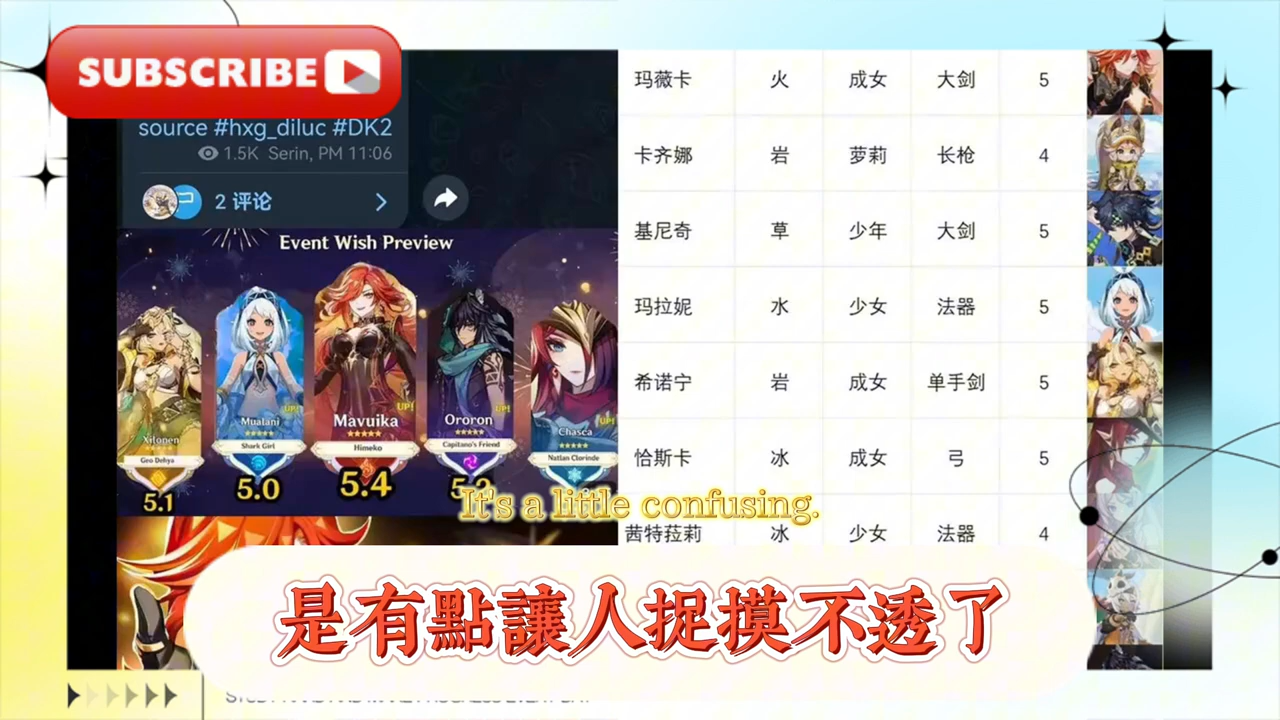 SUBSCRIBE
source #hxg_diluc #DK2
1.5K Serin, PM 11:06
2 评论
Event Wish Preview
Xilonen
Geo Dehya
5.1
Mualani
UP!
Shark Girl
5.0
Mavuika
UP!
Himeko
5.4
Ororon
UP!
Capitano's Friend
Chasca
UP!
Natlan Clorinde
玛薇卡 火 成女 大剑 5
卡齐娜 岩 萝莉 长枪 4
基尼奇 草 少年 大剑 5
玛拉妮 水 少女 法器 5
希诺宁 岩 成女 单手剑 5
恰斯卡 冰 成女 弓 5
茜特菈莉 冰 少女 法器 4
It's a little confusing.
是有點讓人捉摸不透了